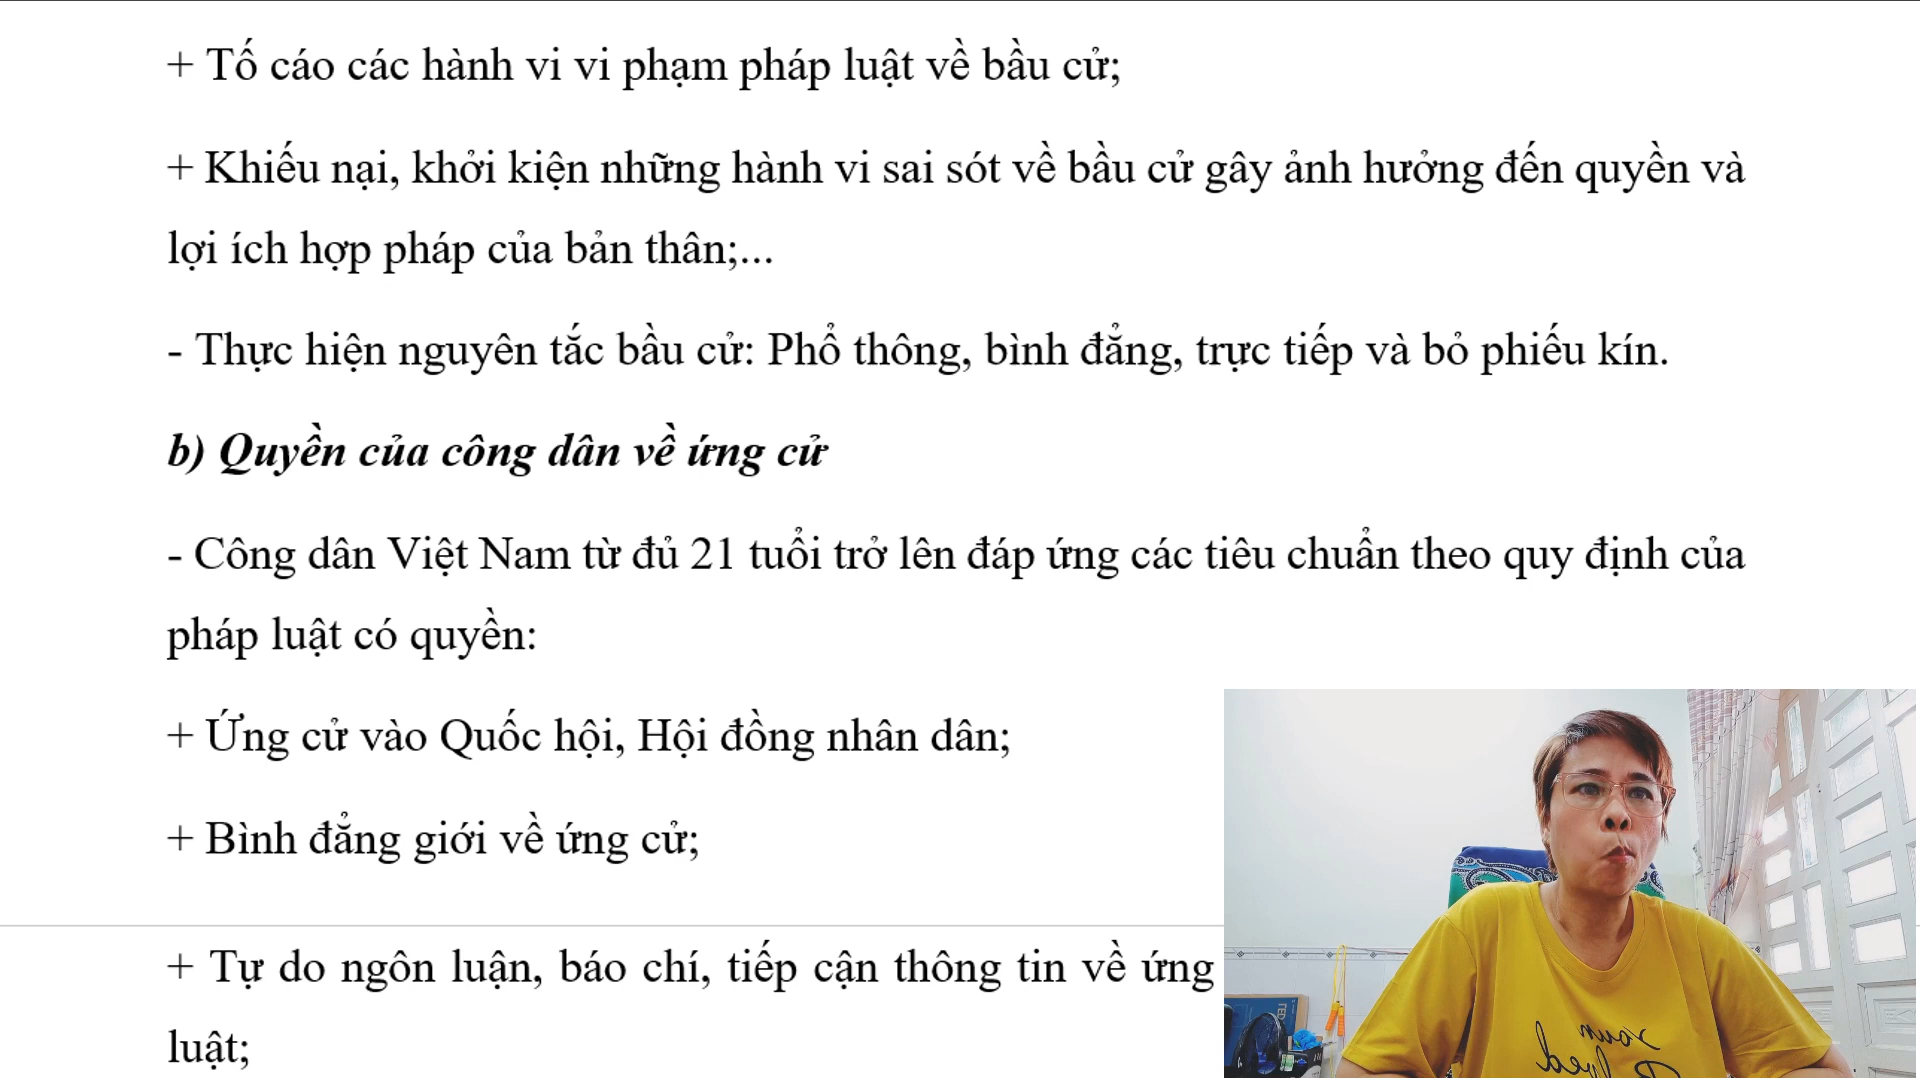 + Tố cáo các hành vi vi phạm pháp luật về bầu cử;
+ Khiếu nại, khởi kiện những hành vi sai sót về bầu cử gây ảnh hưởng đến quyền và
lợi ích hợp pháp của bản thân;...
- Thực hiện nguyên tắc bầu cử: Phổ thông, bình đẳng, trực tiếp và bỏ phiếu kín.
b) Quyền của công dân về ứng cử
- Công dân Việt Nam từ đủ 21 tuổi trở lên đáp ứng các tiêu chuẩn theo quy định của
pháp luật có quyền:
+ Ứng cử vào Quốc hội, Hội đồng nhân dân;
+ Bình đẳng giới về ứng cử;
+ Tự do ngôn luận, báo chí, tiếp cận thông tin về ứng
luật;